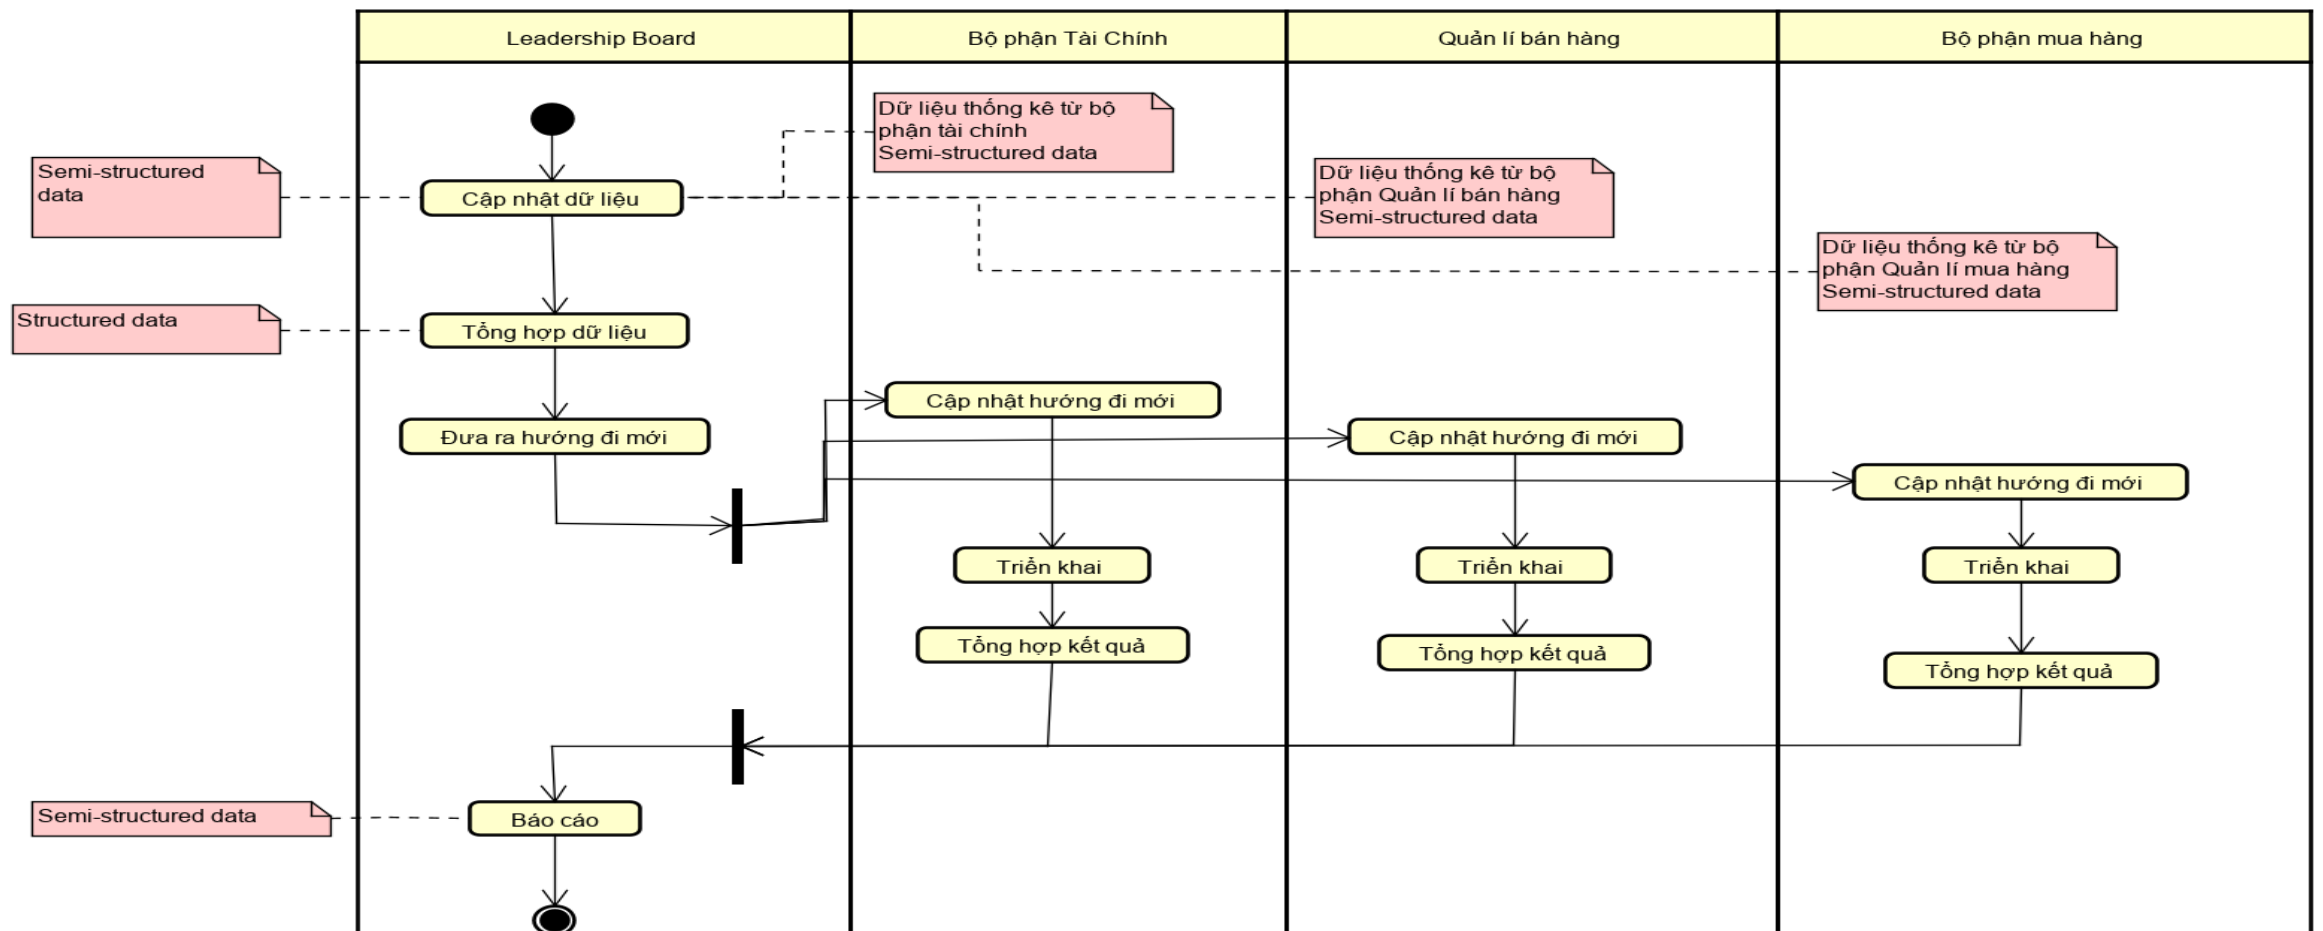 Leadership Board
Bộ phận Tài Chính
Quản lí bán hàng
Bộ phận mua hàng
Dữ liệu thống kê từ bộ
phận tài chính
Semi-structured data
Semi-structured
data
Cập nhật dữ liệu
Dữ liệu thống kê từ bộ
phận Quản lí bán hàng
Semi-structured data
Dữ liệu thống kê từ bộ
phận Quản lí mua hàng
Semi-structured data
Structured data
Tổng hợp dữ liệu
Cập nhật hướng đi mới
Đưa ra hướng đi mới
Cập nhật hướng đi mới
Cập nhật hướng đi mới
Triển khai
Triển khai
Triển khai
Tổng hợp kết quả
Tổng hợp kết quả
Tổng hợp kết quả
Semi-structured data
Báo cáo